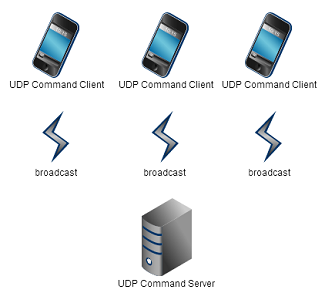 UDP Command Client UDP Command Client UDP Command Client
broadcast broadcast broadcast
UDP Command Server